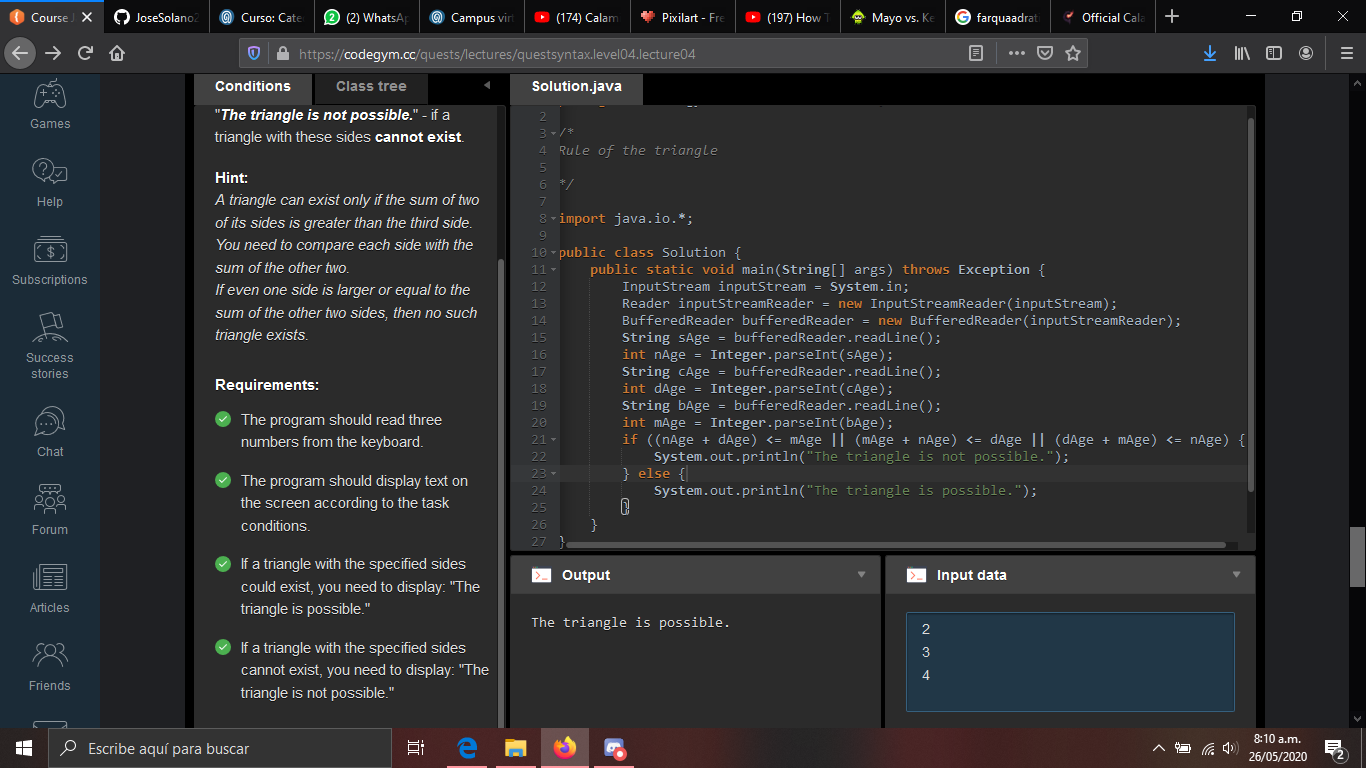 Course J
JoseSolano2
Curso: Cate
(2) WhatsAp
Campus virt
(174) Calam
Pixilart - Fre
(197) How T
Mayo vs. Ke
farquaadrati
Official Cala
https://codegym.cc/quests/lectures/questsyntax.level04.lecture04
Games
Help
Subscriptions
Success
stories
Chat
Forum
Articles
Friends
Conditions
Class tree
"The triangle is not possible." - if a
triangle with these sides cannot exist.
Hint:
A triangle can exist only if the sum of two
of its sides is greater than the third side.
You need to compare each side with the
sum of the other two.
If even one side is larger or equal to the
sum of the other two sides, then no such
triangle exists.
Requirements:
The program should read three
numbers from the keyboard.
The program should display text on
the screen according to the task
conditions.
If a triangle with the specified sides
could exist, you need to display: "The
triangle is possible."
If a triangle with the specified sides
cannot exist, you need to display: "The
triangle is not possible."
Solution.java
2
3 /*
4 Rule of the triangle
5
6 */
7
8 import java.io.*;
9
10 public class Solution {
11 public static void main(String[] args) throws Exception {
12 InputStream inputStream = System.in;
13 Reader inputStreamReader = new InputStreamReader(inputStream);
14 BufferedReader bufferedReader = new BufferedReader(inputStreamReader);
15 String sAge = bufferedReader.readLine();
16 int nAge = Integer.parseInt(sAge);
17 String cAge = bufferedReader.readLine();
18 int dAge = Integer.parseInt(cAge);
19 String bAge = bufferedReader.readLine();
20 int mAge = Integer.parseInt(bAge);
21 if ((nAge + dAge) <= mAge || (mAge + nAge) <= dAge || (dAge + mAge) <= nAge) {
22 System.out.println("The triangle is not possible.");
23 } else {
24 System.out.println("The triangle is possible.");
25 }
26 }
27 }
Output
The triangle is possible.
Input data
2
3
4
Escribe aquí para buscar
8:10 a.m.
26/05/2020
2